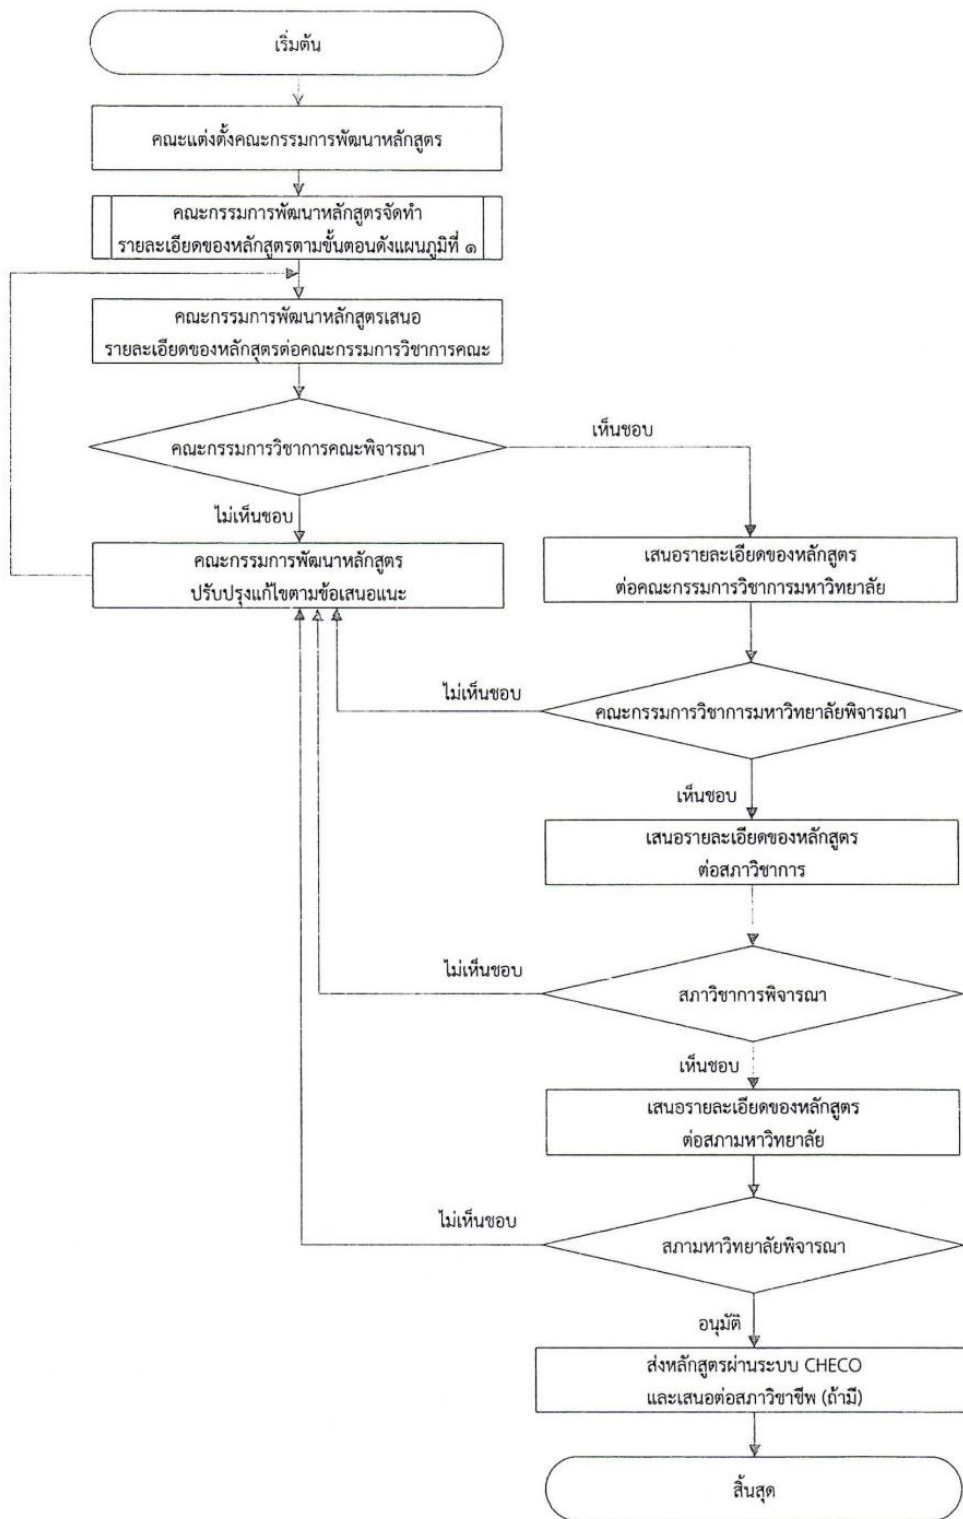 เริ่มต้น
คณะแต่งตั้งคณะกรรมการพัฒนาหลักสูตร
คณะกรรมการพัฒนาหลักสูตรจัดทำ
รายละเอียดของหลักสูตรตามขั้นตอนดังแผนภูมิที่ ๑
คณะกรรมการพัฒนาหลักสูตรเสนอ
รายละเอียดของหลักสูตรต่อคณะกรรมการวิชาการคณะ
คณะกรรมการวิชาการคณะพิจารณา
เห็นชอบ
ไม่เห็นชอบ
คณะกรรมการพัฒนาหลักสูตร
ปรับปรุงแก้ไขตามข้อเสนอแนะ
เสนอรายละเอียดของหลักสูตร
ต่อคณะกรรมการวิชาการมหาวิทยาลัย
ไม่เห็นชอบ
คณะกรรมการวิชาการมหาวิทยาลัยพิจารณา
เห็นชอบ
เสนอรายละเอียดของหลักสูตร
ต่อสภาวิชาการ
ไม่เห็นชอบ
สภาวิชาการพิจารณา
เห็นชอบ
เสนอรายละเอียดของหลักสูตร
ต่อสภามหาวิทยาลัย
ไม่เห็นชอบ
สภามหาวิทยาลัยพิจารณา
อนุมัติ
ส่งหลักสูตรผ่านระบบ CHECO
และเสนอต่อสภาวิชาชีพ (ถ้ามี)
สิ้นสุด